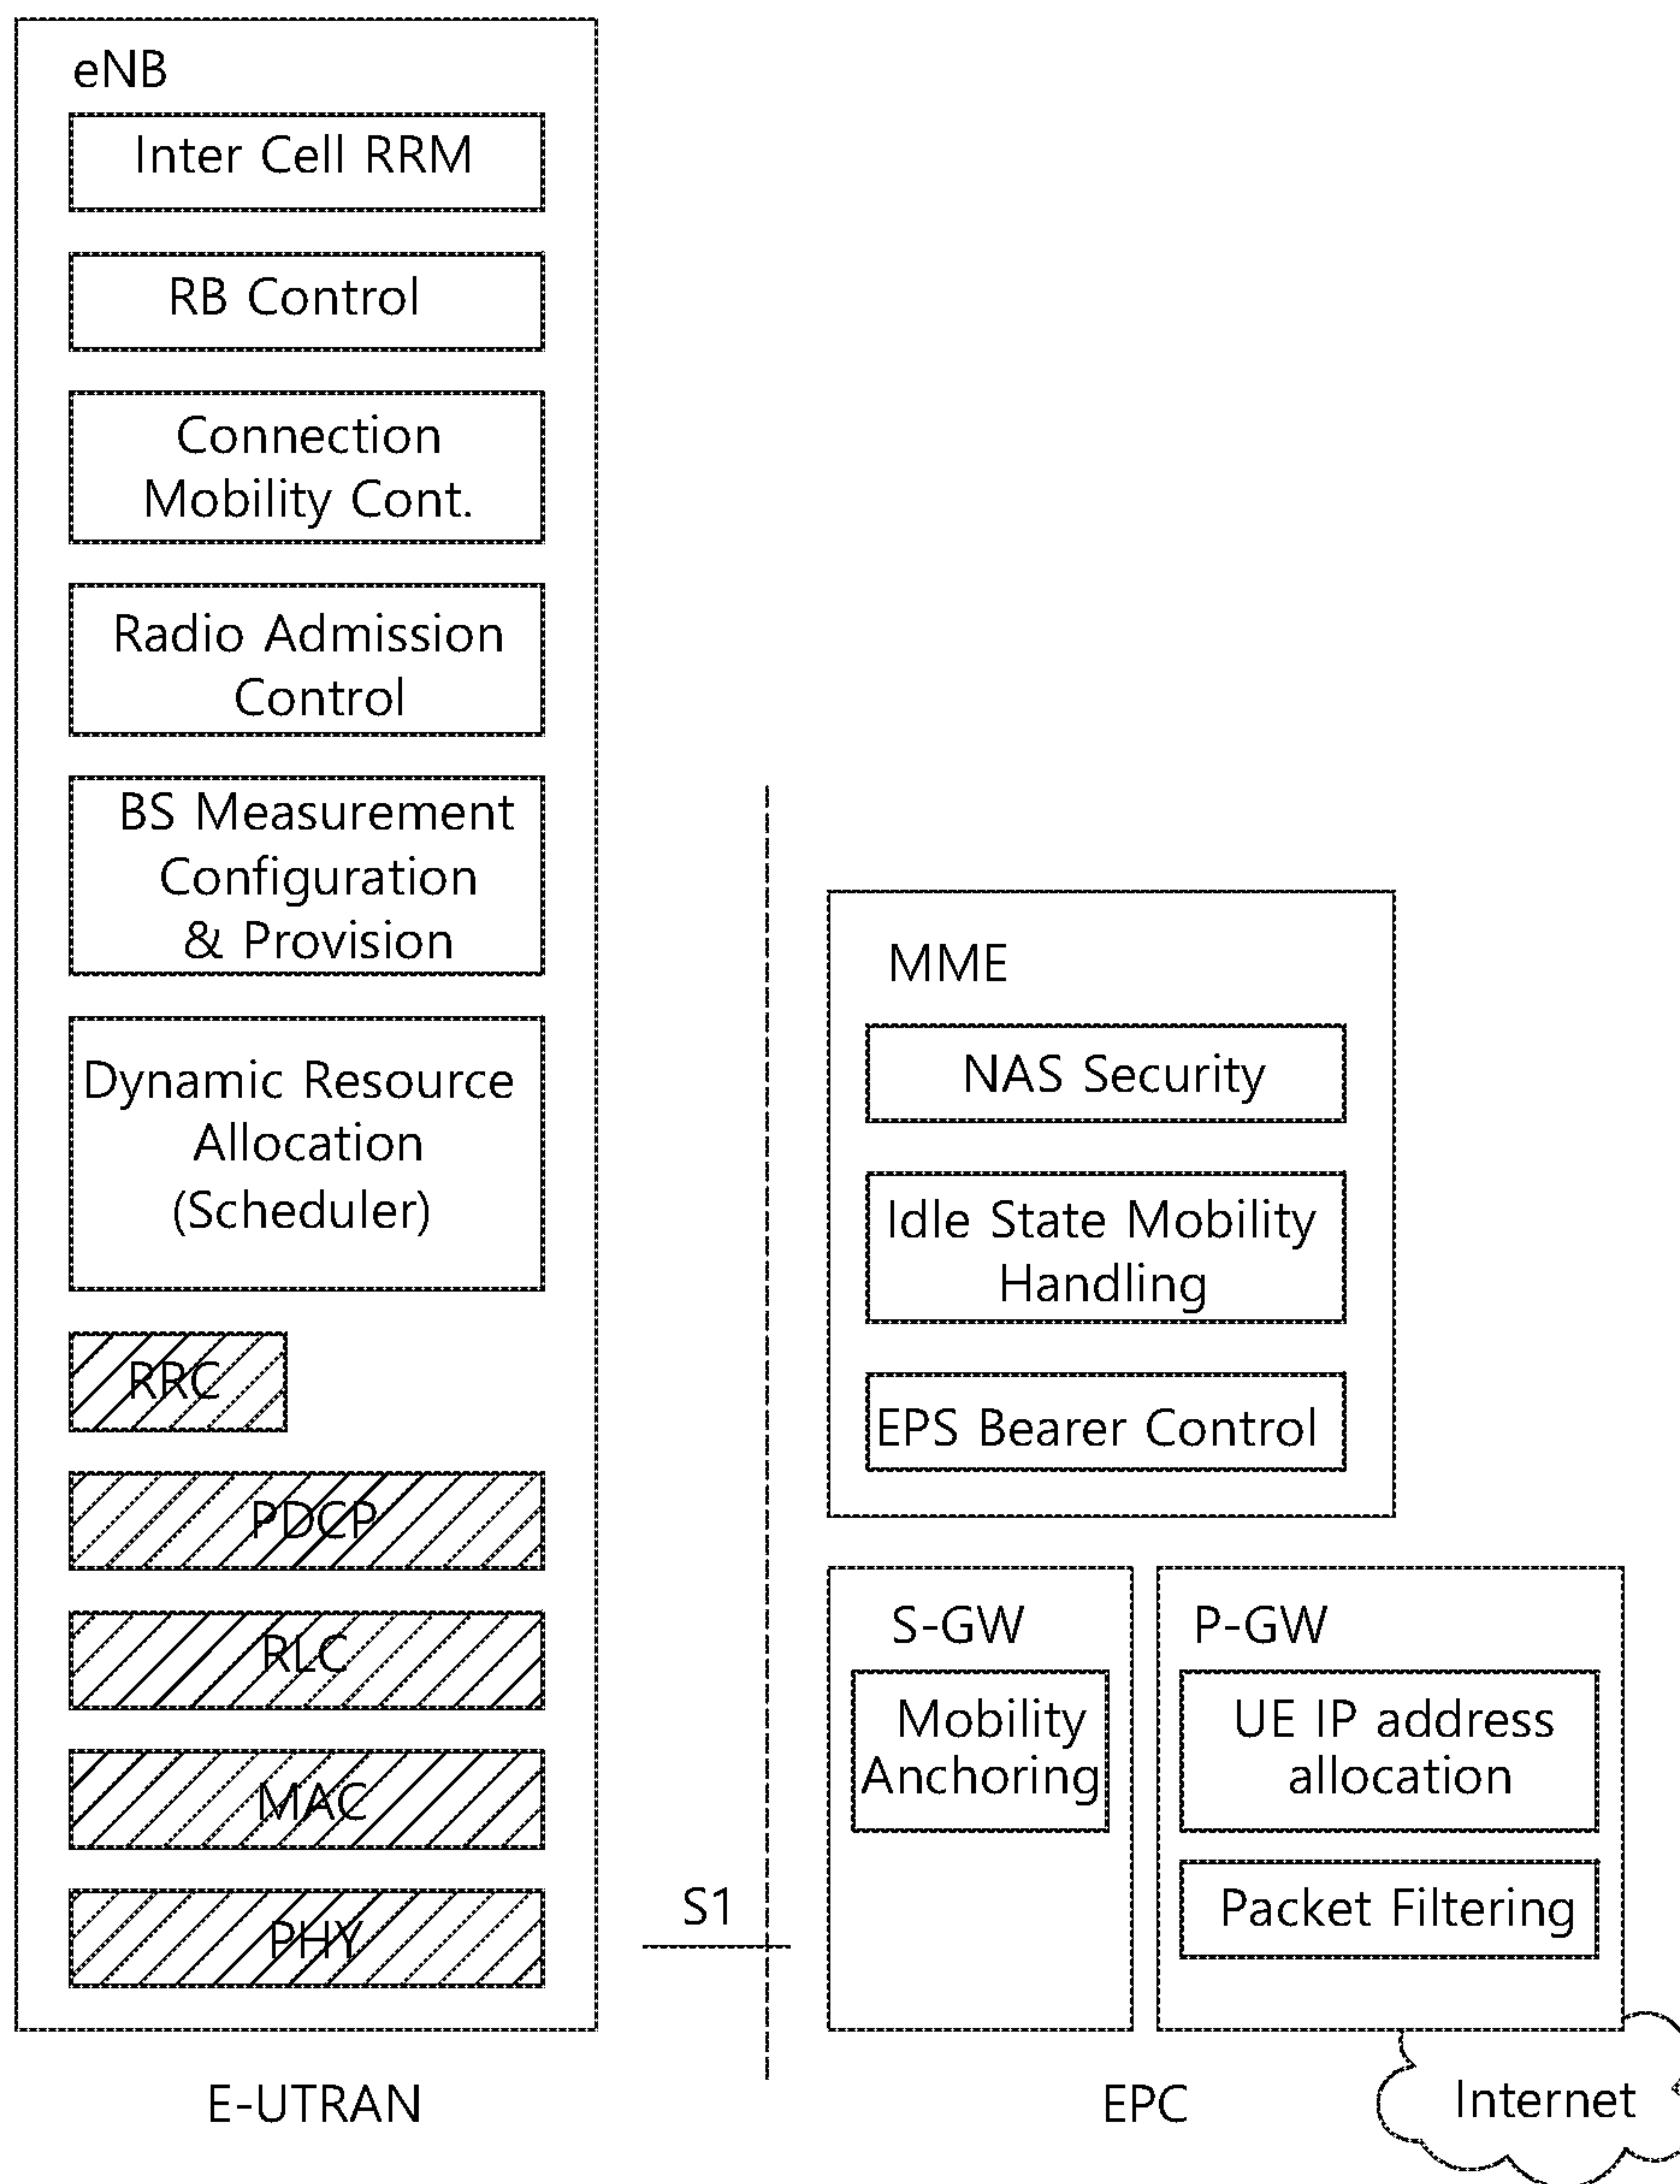 eNB
Inter Cell RRM
RB Control
Connection
Mobility Cont.
Radio Admission
Control
BS Measurement
Configuration
& Provision
Dynamic Resource
Allocation
(Scheduler)
RRC
PDCP
RLC
MAC
PHY
S1
MME
NAS Security
Idle State Mobility
Handling
EPS Bearer Control
S-GW
Mobility
Anchoring
P-GW
UE IP address
allocation
Packet Filtering
E-UTRAN
EPC
Internet